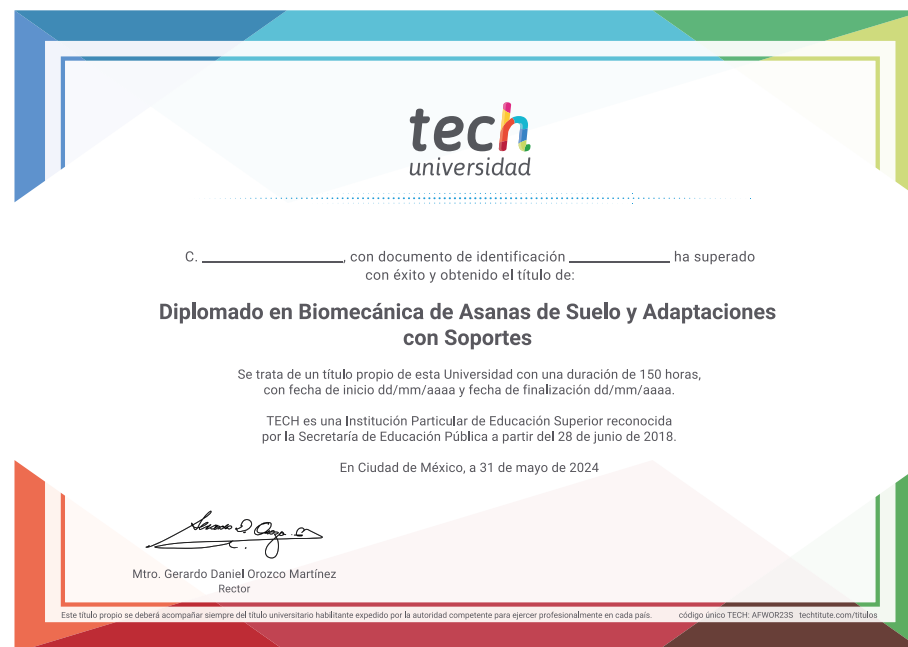 tech
universidad
C. ____________, con documento de identificación ____________ ha superado
con éxito y obtenido el título de:
Diplomado en Biomecánica de Asanas de Suelo y Adaptaciones
con Soportes
Se trata de un título propio de esta Universidad con una duración de 150 horas,
con fecha de inicio dd/mm/aaaa y fecha de finalización dd/mm/aaaa.
TECH es una Institución Particular de Educación Superior reconocida
por la Secretaría de Educación Pública a partir del 28 de junio de 2018.
En Ciudad de México, a 31 de mayo de 2024
Mtro. Gerardo Daniel Orozco Martínez
Rector
Este título propio se deberá acompañar siempre del título universitario habilitante expedido por la autoridad competente para ejercer profesionalmente en cada país. código único TECH: AFWOR23S techtitute.com/titulos